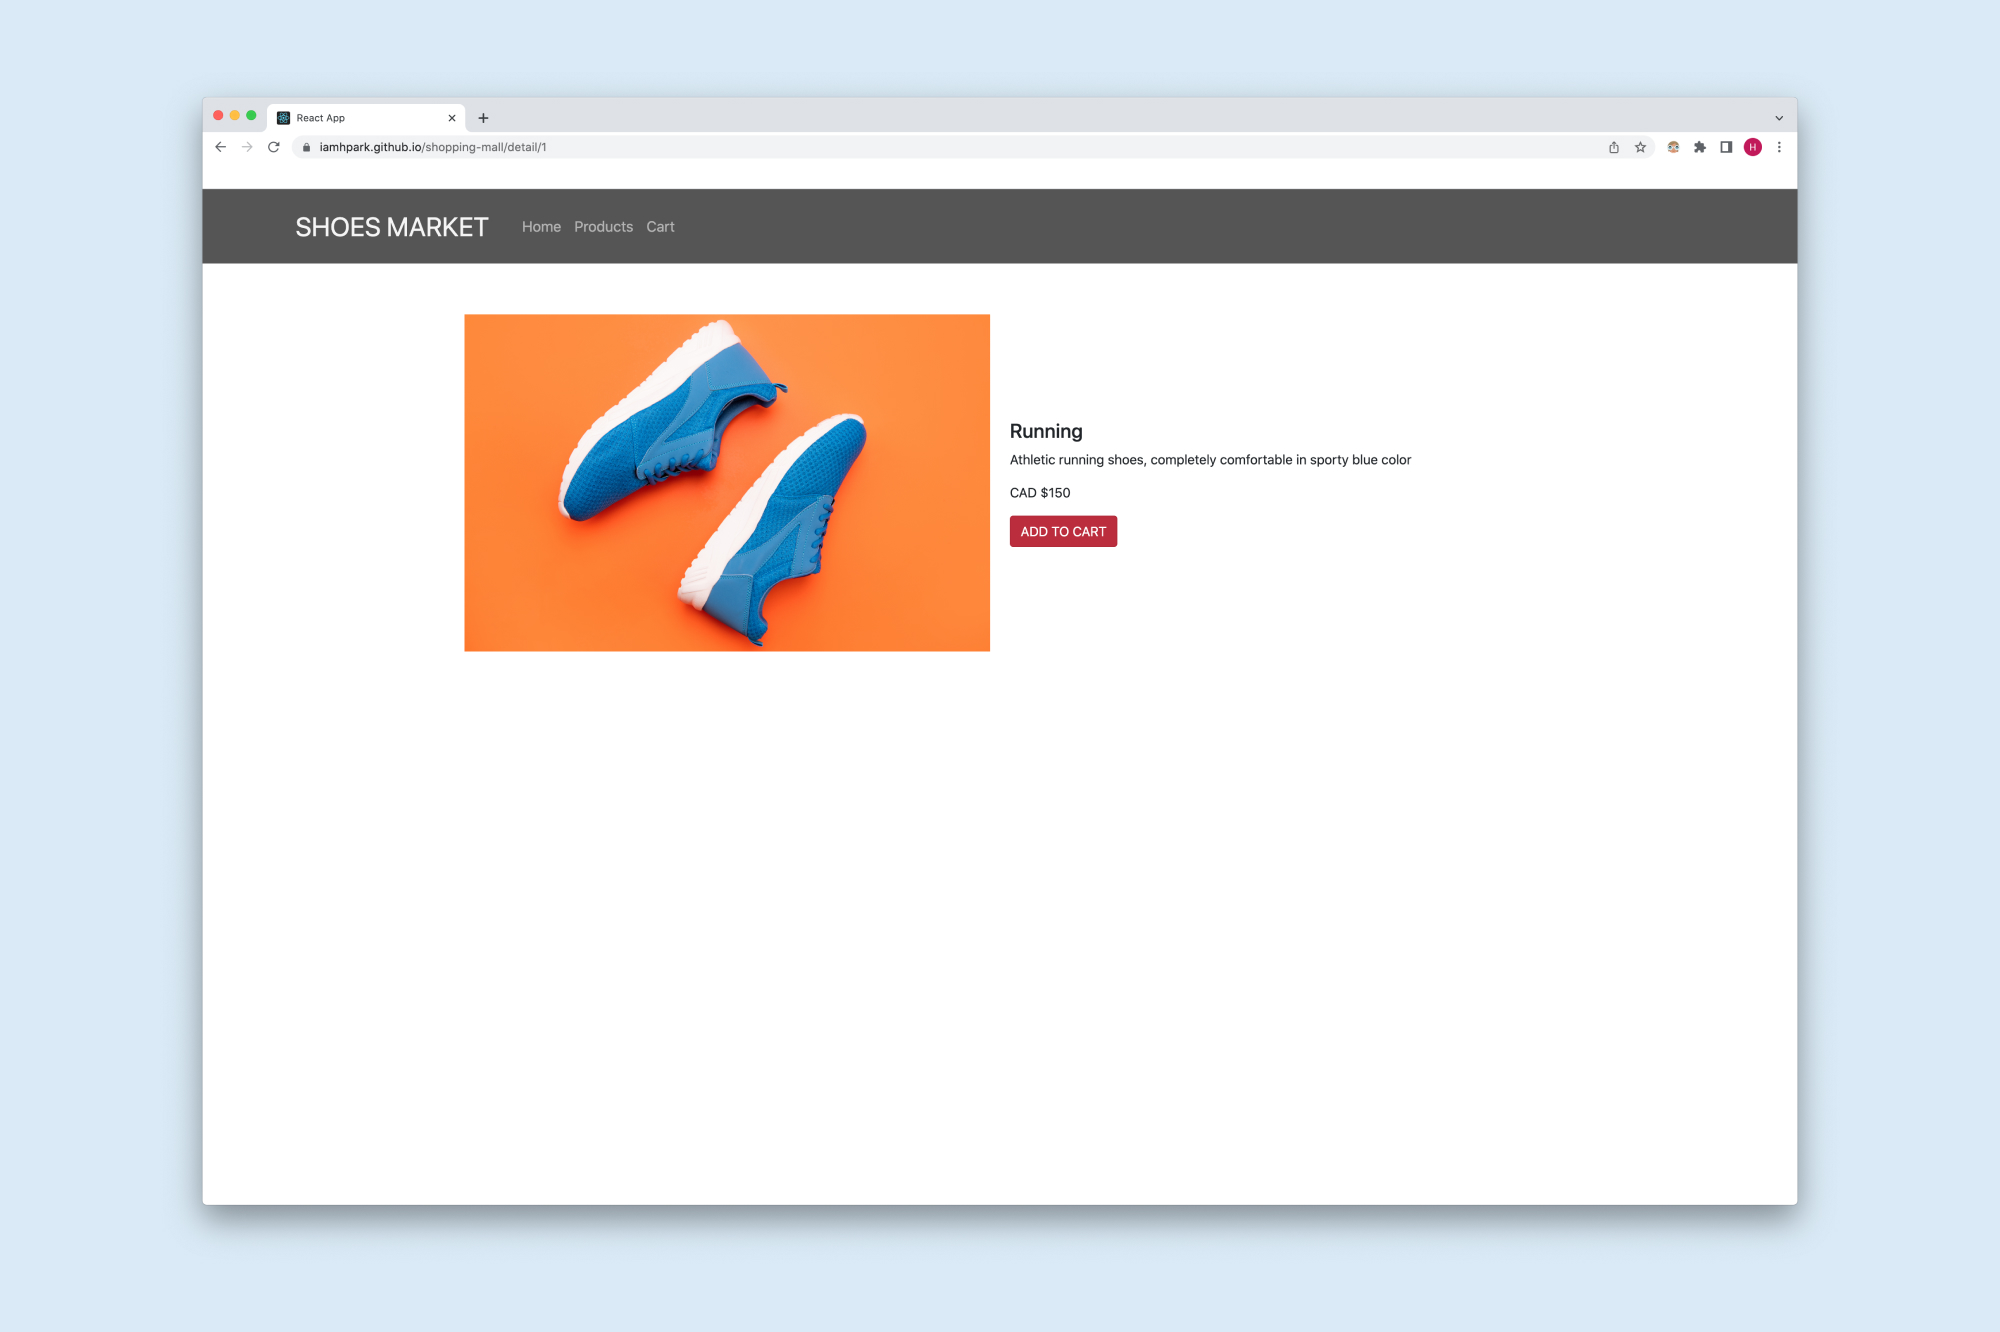 React App
iamhpark.github.io/shopping-mall/detail/1
H
SHOES MARKET
Home Products Cart
Running
Athletic running shoes, completely comfortable in sporty blue color
CAD $150
ADD TO CART